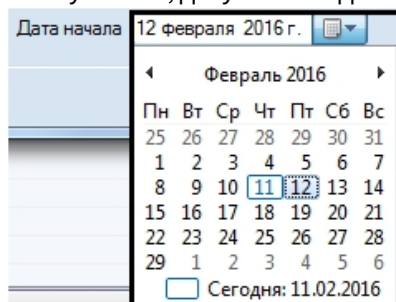 Дата начала 12 февраля 2016 г.
Февраль 2016
Пн Вт Ср Чт Пт Сб Вс
25 26 27 28 29 30 31
1 2 3 4 5 6 7
8 9 10 11 12 13 14
15 16 17 18 19 20 21
22 23 24 25 26 27 28
29 1 2 3 4 5 6
Сегодня: 11.02.2016